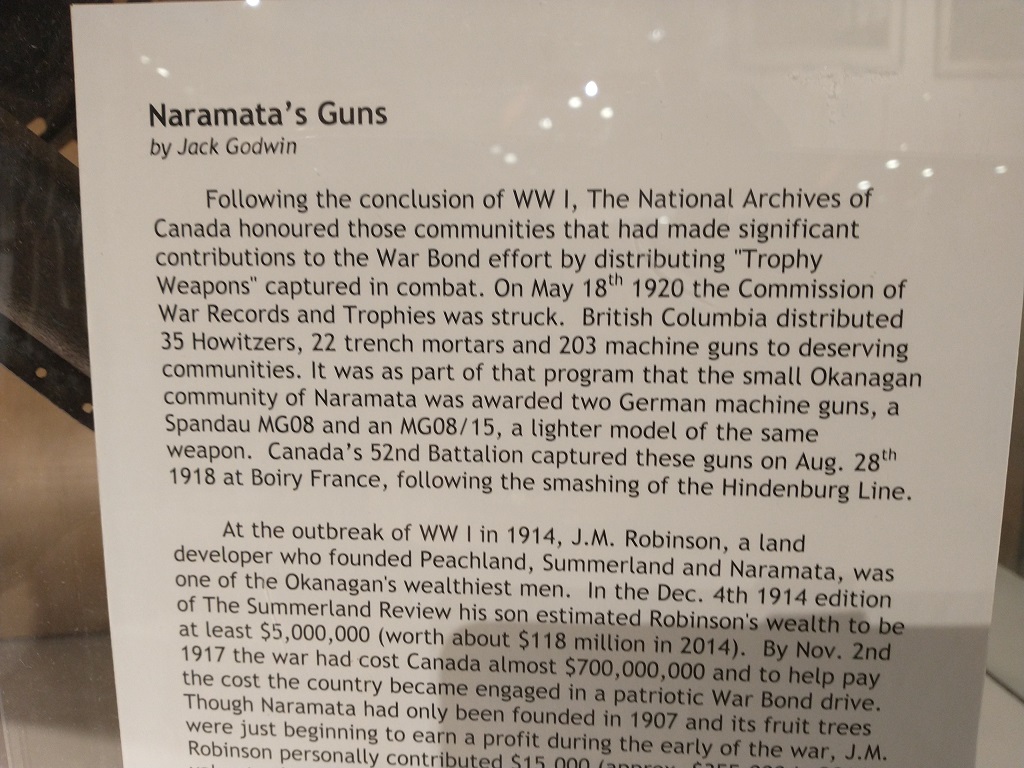 Naramata's Guns
by Jack Godwin
Following the conclusion of WW I, The National Archives of
Canada honoured those communities that had made significant
contributions to the War Bond effort by distributing "Trophy
Weapons" captured in combat. On May 18th 1920 the Commission of
War Records and Trophies was struck. British Columbia distributed
35 Howitzers, 22 trench mortars and 203 machine guns to deserving
communities. It was as part of that program that the small Okanagan
community of Naramata was awarded two German machine guns, a
Spandau MG08 and an MG08/15, a lighter model of the same
weapon. Canada's 52nd Battalion captured these guns on Aug. 28th
1918 at Boiry France, following the smashing of the Hindenburg Line.
At the outbreak of WW I in 1914, J.M. Robinson, a land
developer who founded Peachland, Summerland and Naramata, was
one of the Okanagan's wealthiest men. In the Dec. 4th 1914 edition
of The Summerland Review his son estimated Robinson's wealth to be
at least $5,000,000 (worth about $118 million in 2014). By Nov. 2nd
1917 the war had cost Canada almost $700,000,000 and to help pay
the cost the country became engaged in a patriotic War Bond drive.
Though Naramata had only been founded in 1907 and its fruit trees
were just beginning to earn a profit during the early of the war, J.M.
Robinson personally contributed $15,000 (approx.